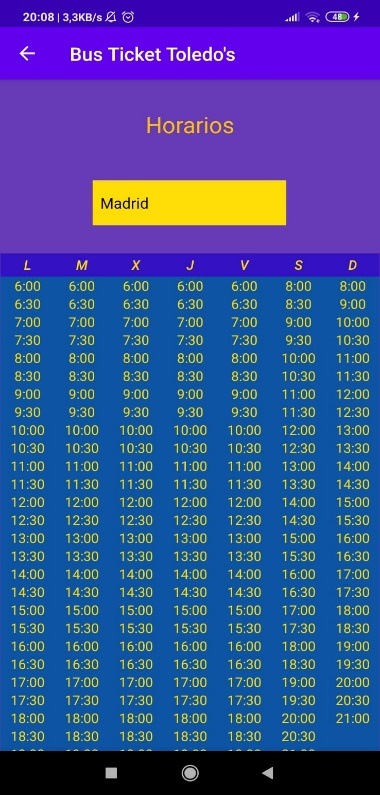 20:08 | 3,3KB/s 48
Bus Ticket Toledo's
Horarios
Madrid
L M X J V S D
6:00 6:00 6:00 6:00 6:00 8:00 8:00
6:30 6:30 6:30 6:30 6:30 8:30 9:00
7:00 7:00 7:00 7:00 7:00 9:00 10:00
7:30 7:30 7:30 7:30 7:30 9:30 10:30
8:00 8:00 8:00 8:00 8:00 10:00 11:00
8:30 8:30 8:30 8:30 8:30 10:30 11:30
9:00 9:00 9:00 9:00 9:00 11:00 12:00
9:30 9:30 9:30 9:30 9:30 11:30 12:30
10:00 10:00 10:00 10:00 10:00 12:00 13:00
10:30 10:30 10:30 10:30 10:30 12:30 13:30
11:00 11:00 11:00 11:00 11:00 13:00 14:00
11:30 11:30 11:30 11:30 11:30 13:30 14:30
12:00 12:00 12:00 12:00 12:00 14:00 15:00
12:30 12:30 12:30 12:30 12:30 14:30 15:30
13:00 13:00 13:00 13:00 13:00 15:00 16:00
13:30 13:30 13:30 13:30 13:30 15:30 16:30
14:00 14:00 14:00 14:00 14:00 16:00 17:00
14:30 14:30 14:30 14:30 14:30 16:30 17:30
15:00 15:00 15:00 15:00 15:00 17:00 18:00
15:30 15:30 15:30 15:30 15:30 17:30 18:30
16:00 16:00 16:00 16:00 16:00 18:00 19:00
16:30 16:30 16:30 16:30 16:30 18:30 19:30
17:00 17:00 17:00 17:00 17:00 19:00 20:00
17:30 17:30 17:30 17:30 17:30 19:30 20:30
18:00 18:00 18:00 18:00 18:00 20:00 21:00
18:30 18:30 18:30 18:30 18:30 20:30